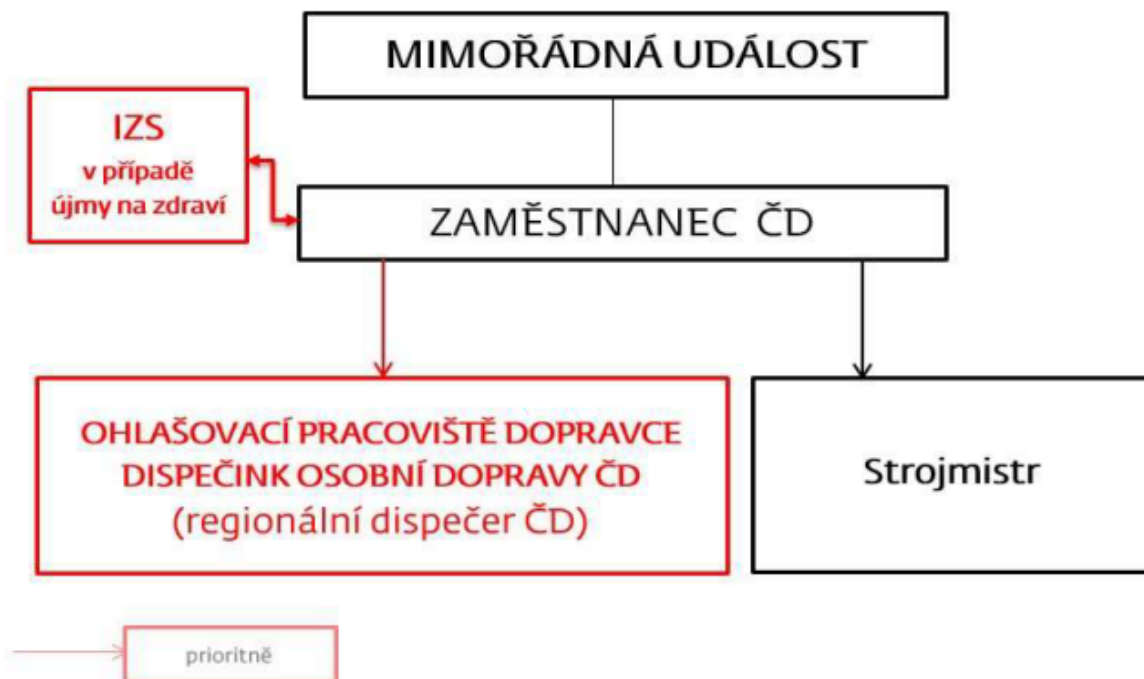 MIMOŘÁDNÁ UDÁLOST
IZS
v případě
újmy na zdraví
ZAMĚSTNANEC ČD
OHLAŠOVACÍ PRACOVIŠTĚ DOPRAVCE
DISPEČINK OSOBNÍ DOPRAVY ČD
(regionální dispečer ČD)
Strojmistr
prioritně